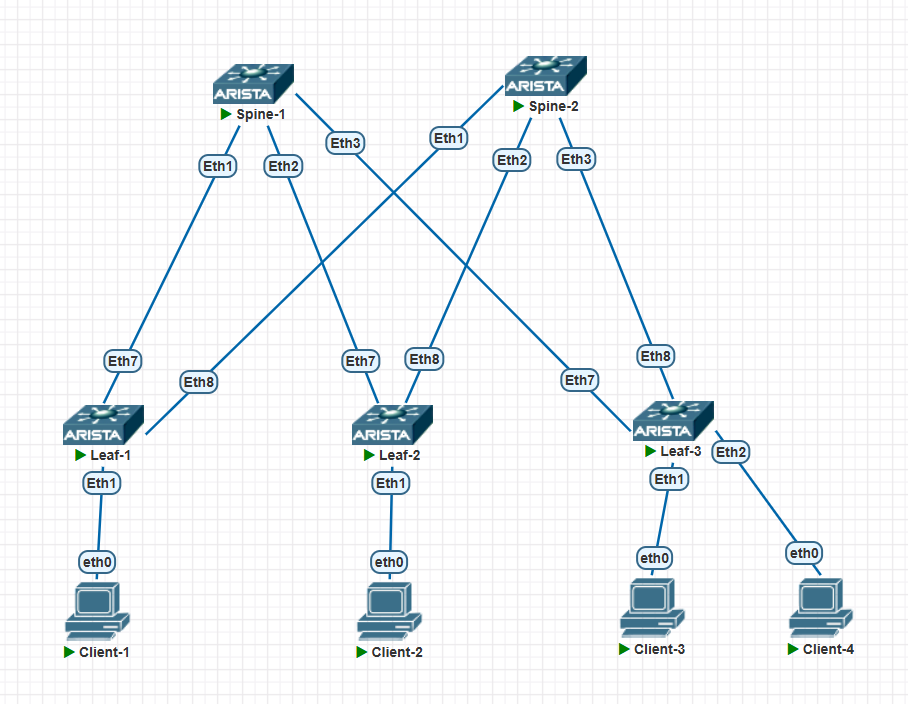 ARISTA
Spine-1
ARISTA
Spine-2
Eth1
Eth2
Eth3
Eth1
Eth2
Eth3
Eth7
Eth8
Eth7
Eth8
Eth7
Eth8
ARISTA
Leaf-1
ARISTA
Leaf-2
ARISTA
Leaf-3
Eth1
Eth1
Eth1
Eth2
eth0
eth0
eth0
eth0
Client-1
Client-2
Client-3
Client-4